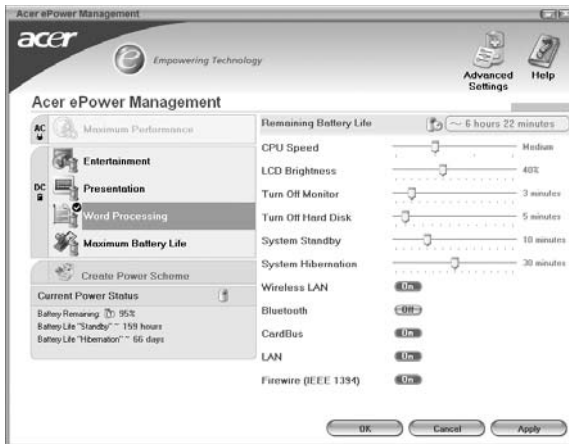 Acer ePower Management
acer
Empowering Technology
Advanced Settings
Help
Acer ePower Management
AC
Maximum Performance
DC
Entertainment
Presentation
Word Processing
Maximum Battery Life
Create Power Scheme
Current Power Status
Battery Remaining: 95%
Battery Life "Standby" ~ 159 hours
Battery Life "Hibernation" ~ 66 days
Remaining Battery Life ~ 6 hours 22 minutes
CPU Speed Medium
LCD Brightness 40%
Turn Off Monitor 3 minutes
Turn Off Hard Disk 5 minutes
System Standby 10 minutes
System Hibernation 30 minutes
Wireless LAN On
Bluetooth Off
CardBus On
LAN On
Firewire (IEEE 1394) On
OK Cancel Apply